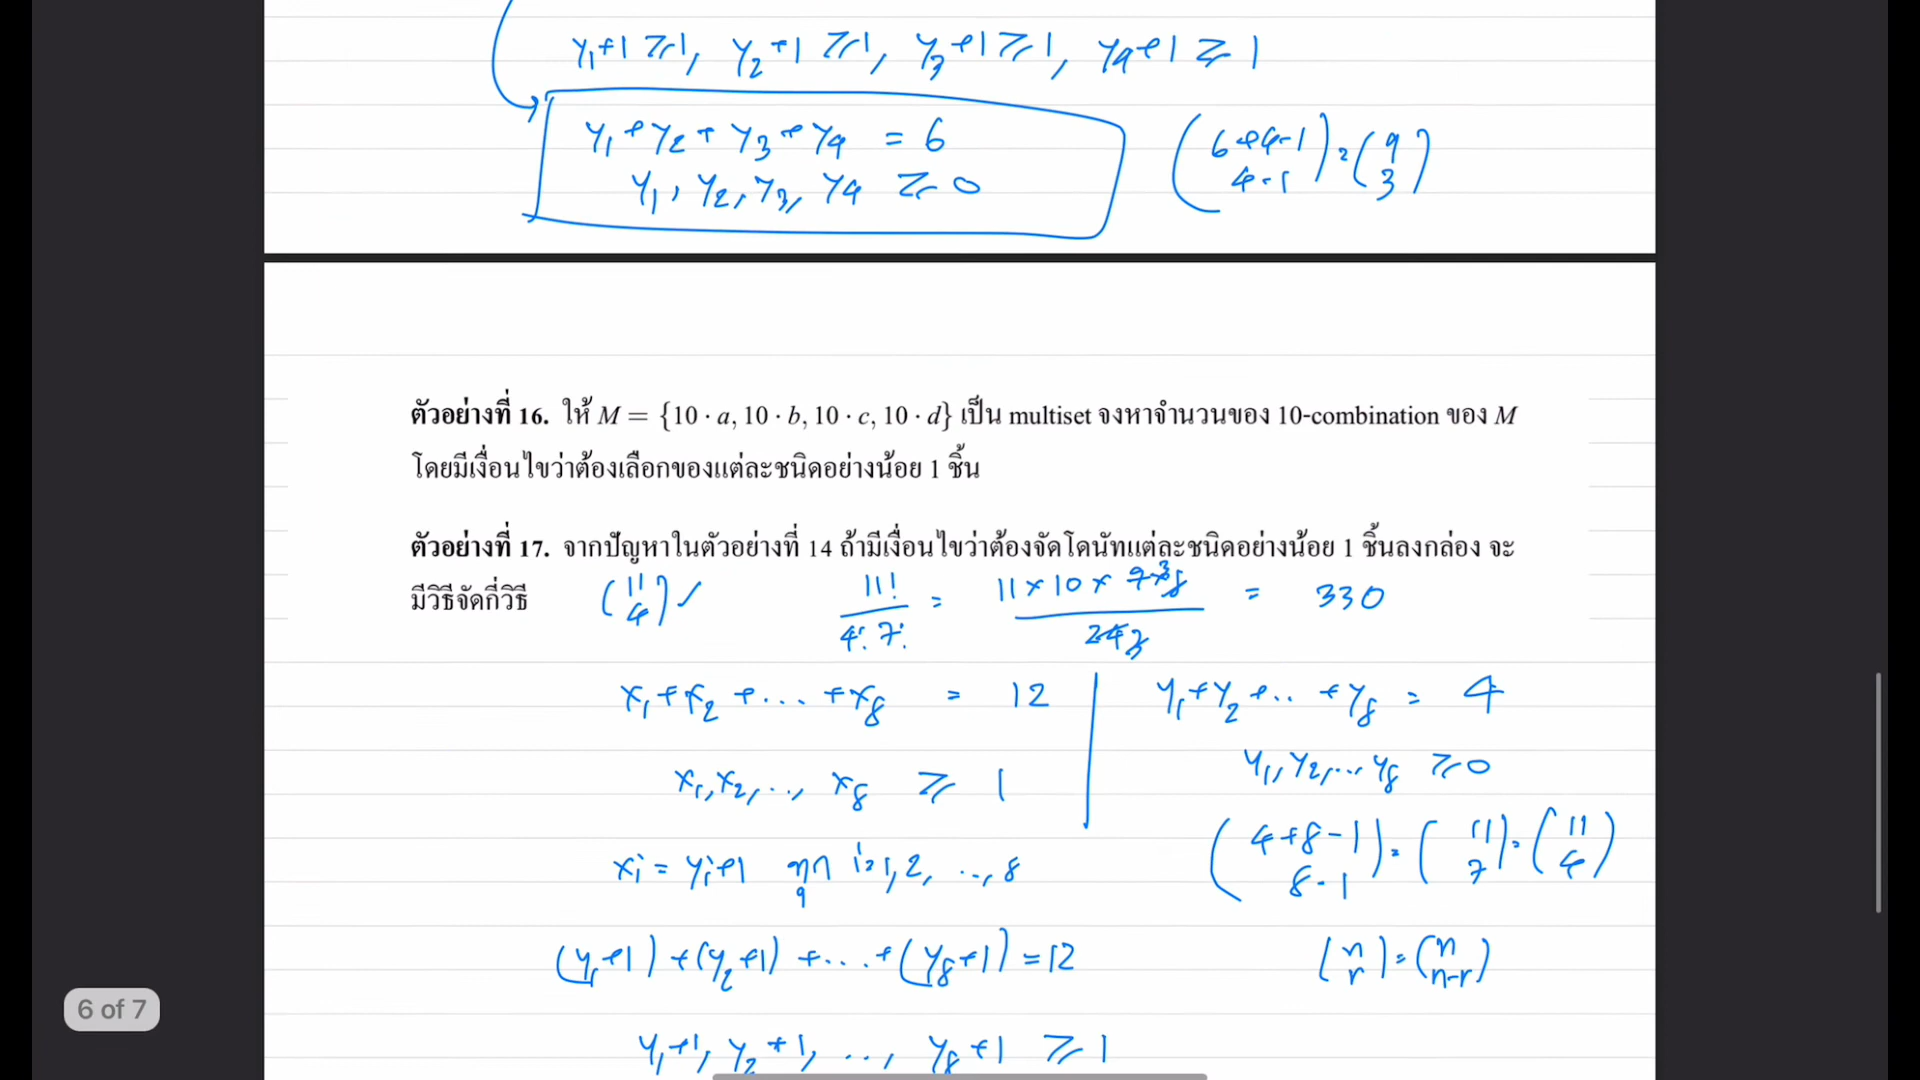 y₁+1 ≥ 1, y₂+1 ≥ 1, y₃+1 ≥ 1, y₄+1 ≥ 1
y₁+y₂+y₃+y₄ = 6
y₁, y₂, y₃, y₄ ≥ 0
(6+4-1 4-1) = (9 3)
ตัวอย่างที่ 16. ให้ M = {10 · a, 10 · b, 10 · c, 10 · d} เป็น multiset จงหาจำนวนของ 10-combination ของ M
โดยมีเงื่อนไขว่าต้องเลือกของแต่ละชนิดอย่างน้อย 1 ชิ้น
ตัวอย่างที่ 17. จากปัญหาในตัวอย่างที่ 14 ถ้ามีเงื่อนไขว่าต้องจัดโดนัทแต่ละชนิดอย่างน้อย 1 ชิ้นลงกล่อง จะ
มีวิธีจัดกี่วิธี (11 4) ✓ 11!/4! 7! = 11 × 10 × 9 × 8 / 24 = 330
x₁+x₂+...+x₈ = 12
x₁,x₂,..., x₈ ≥ 1
y₁+y₂+...+y₈ = 4
y₁,y₂,...,y₈ ≥ 0
(4+8-1 8-1) = (11 7) = (11 4)
xᵢ = yᵢ+1 ทุก i=1,2,...,8
(y₁+1)+(y₂+1)+...+(y₈+1) = 12
(n r) = (n n-r)
y₁+1, y₂+1, ..., y₈+1 ≥ 1
6 of 7